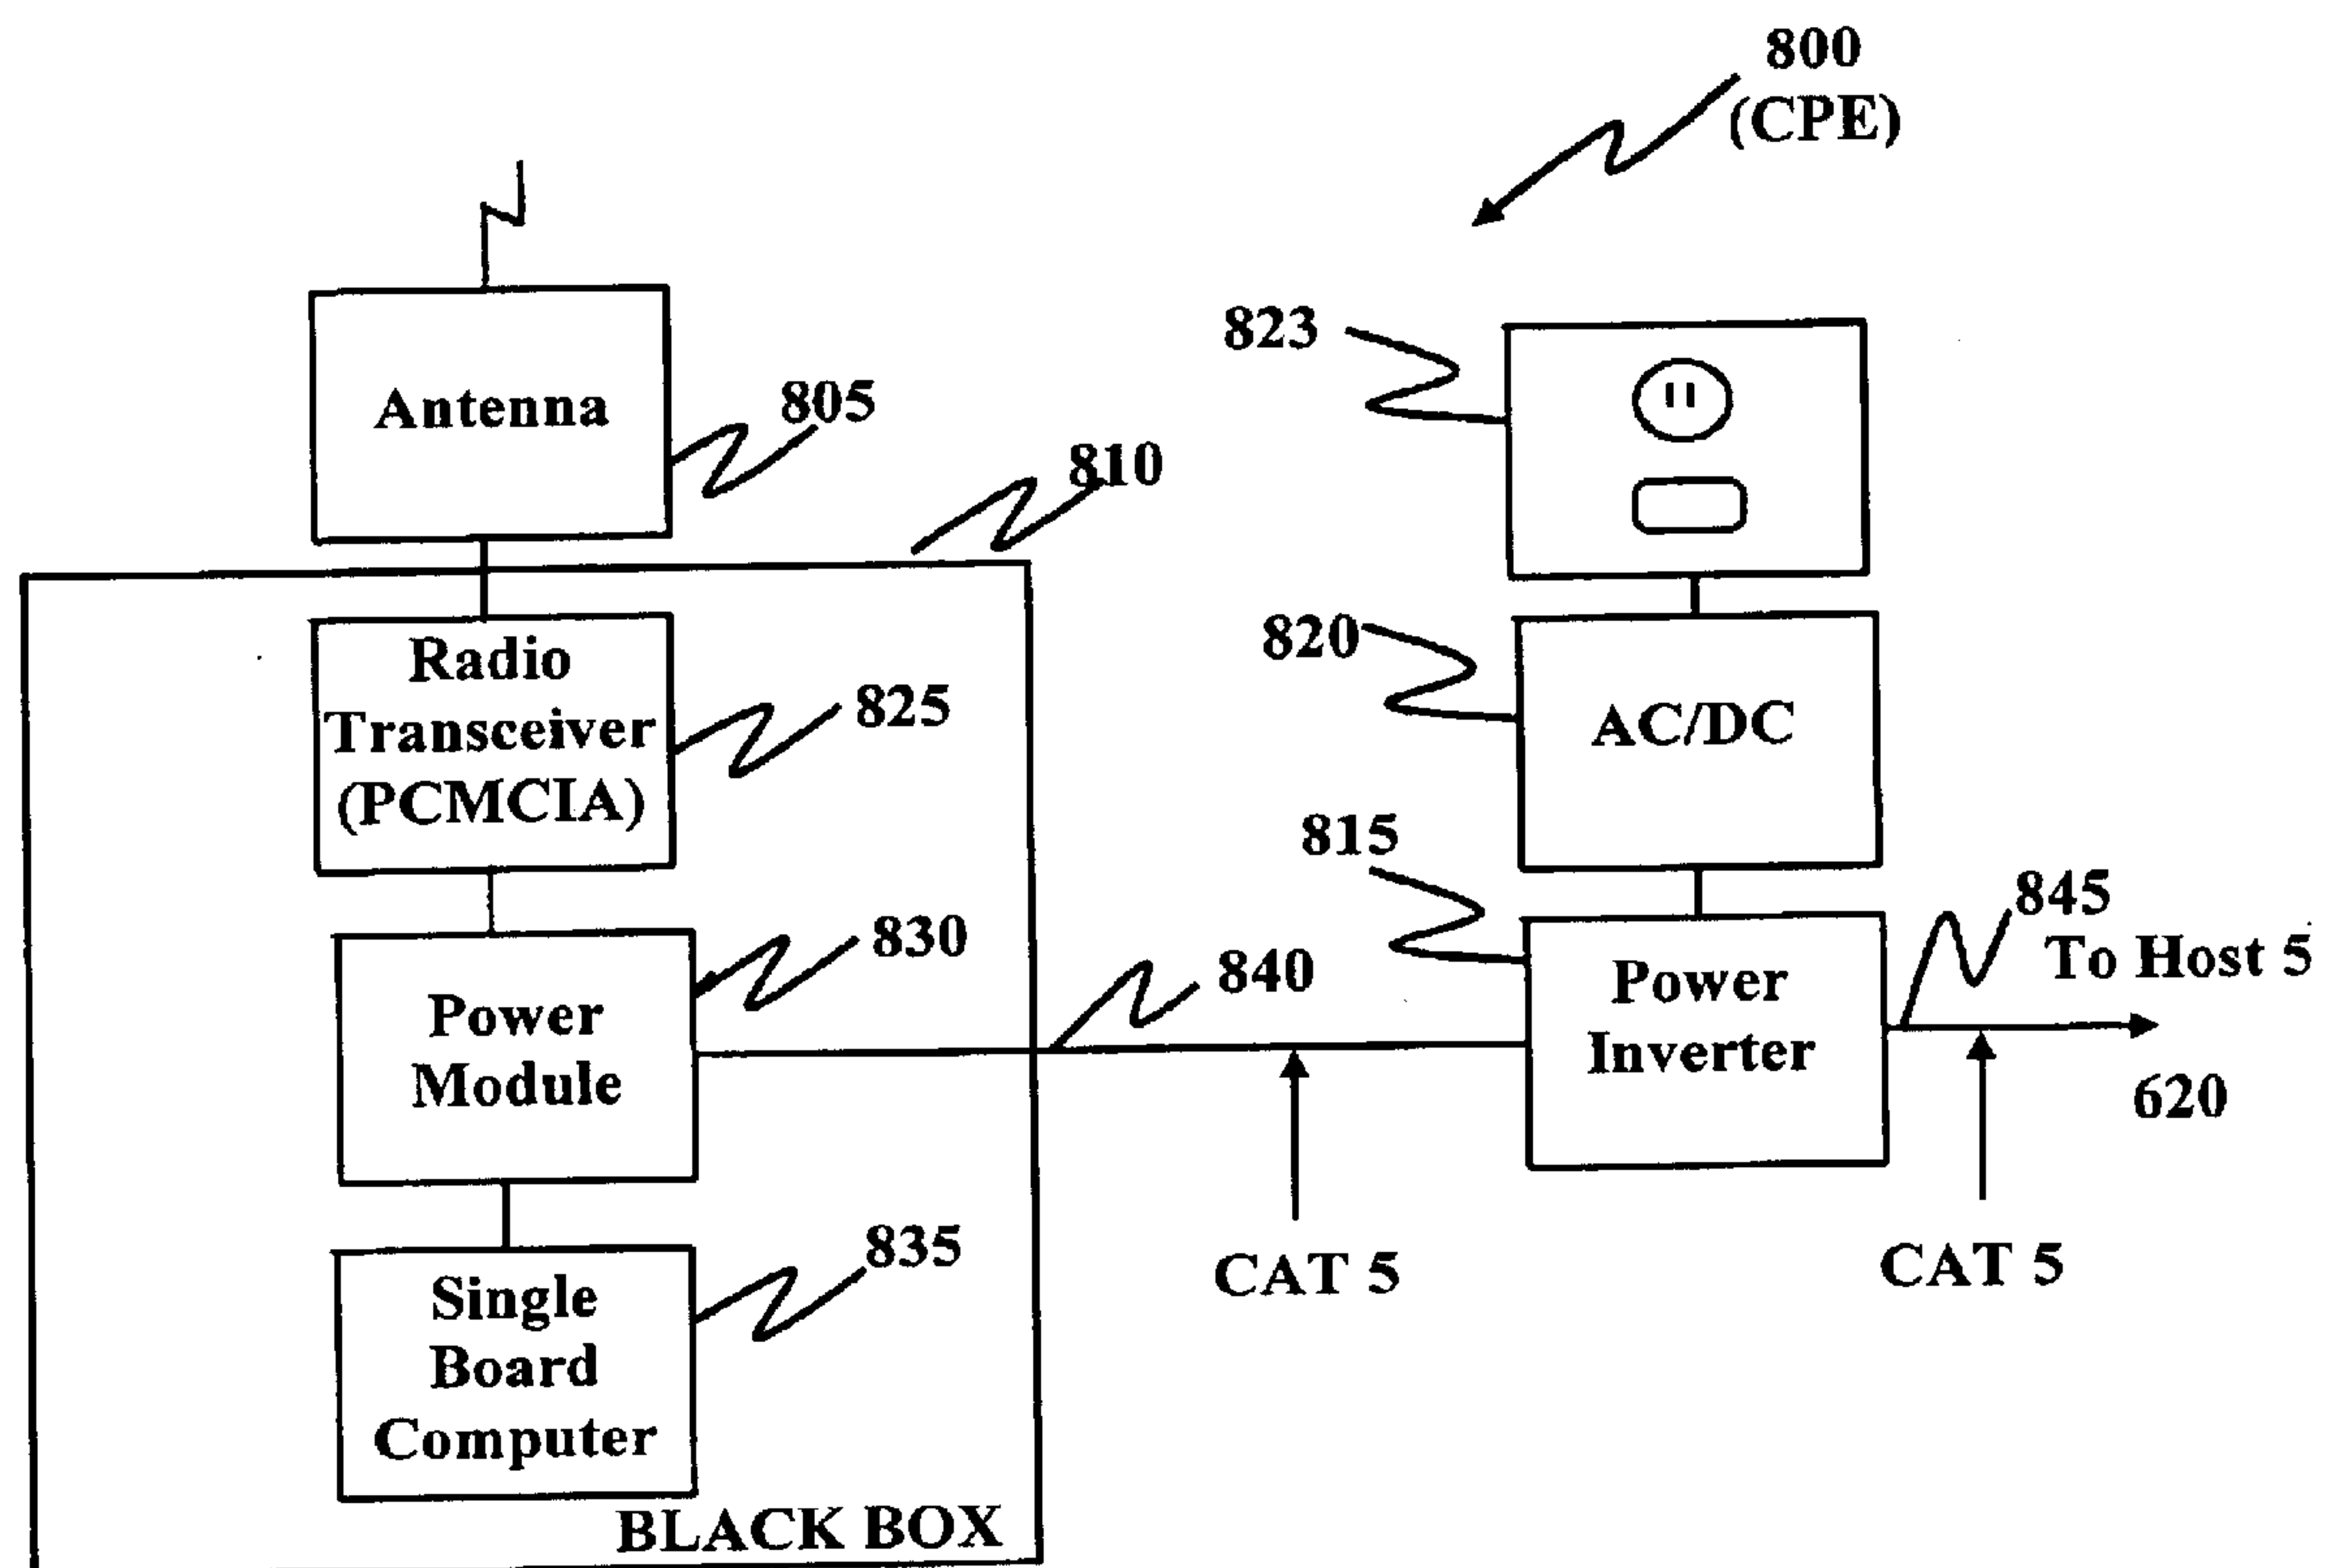 800
(CPE)
Antenna
805
810
823
Radio
Transceiver
(PCMCIA)
825
820
AC/DC
815
Power
Module
830
840
Power
Inverter
845
To Host 5
620
CAT 5
CAT 5
Single
Board
Computer
835
BLACK BOX